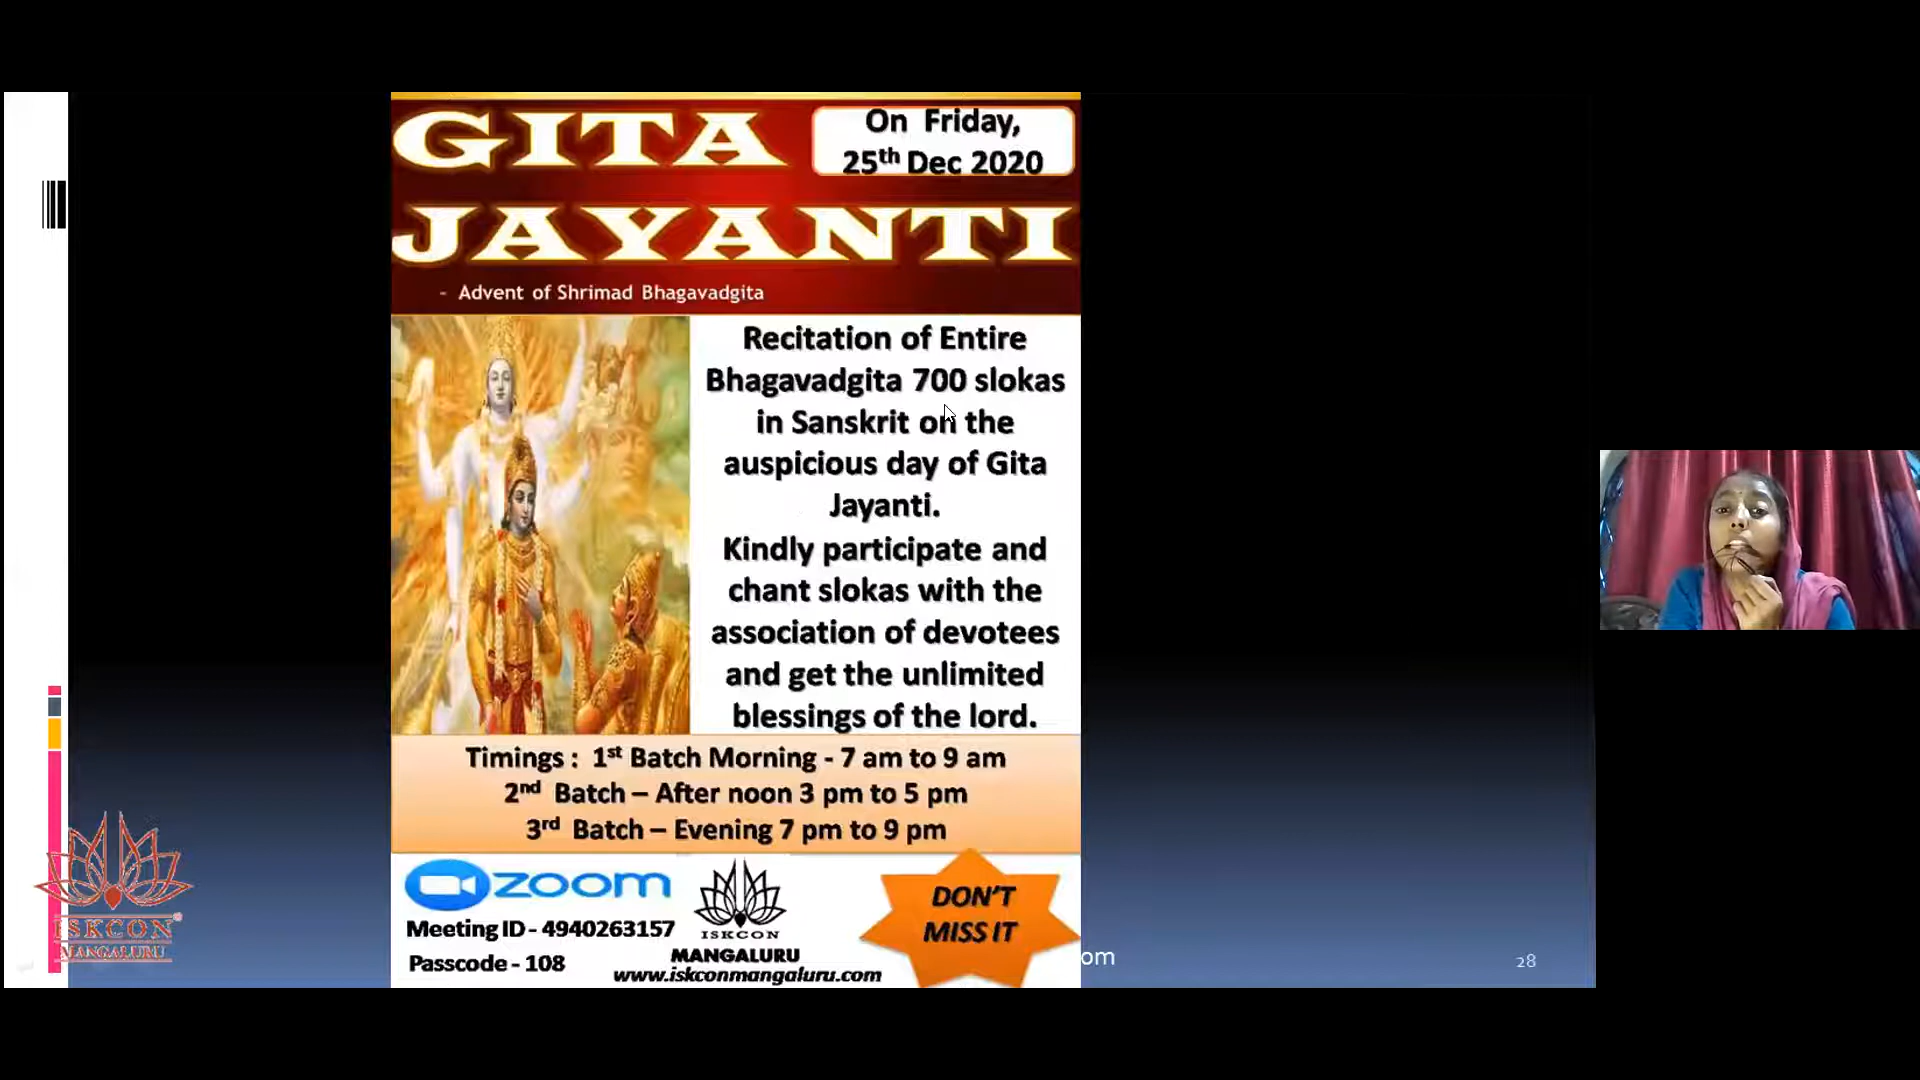 GITA
On Friday,
25th Dec 2020
JAYANTI
- Advent of Shrimad Bhagavadgita
Recitation of Entire
Bhagavadgita 700 slokas
in Sanskrit on the
auspicious day of Gita
Jayanti.
Kindly participate and
chant slokas with the
association of devotees
and get the unlimited
blessings of the lord.
Timings : 1st Batch Morning - 7 am to 9 am
2nd Batch – After noon 3 pm to 5 pm
3rd Batch – Evening 7 pm to 9 pm
zoom
Meeting ID - 4940263157
Passcode - 108
ISKCON
MANGALURU
www.iskconmangaluru.com
DON'T
MISS IT
om
28
ISKCON®
MANGALURU